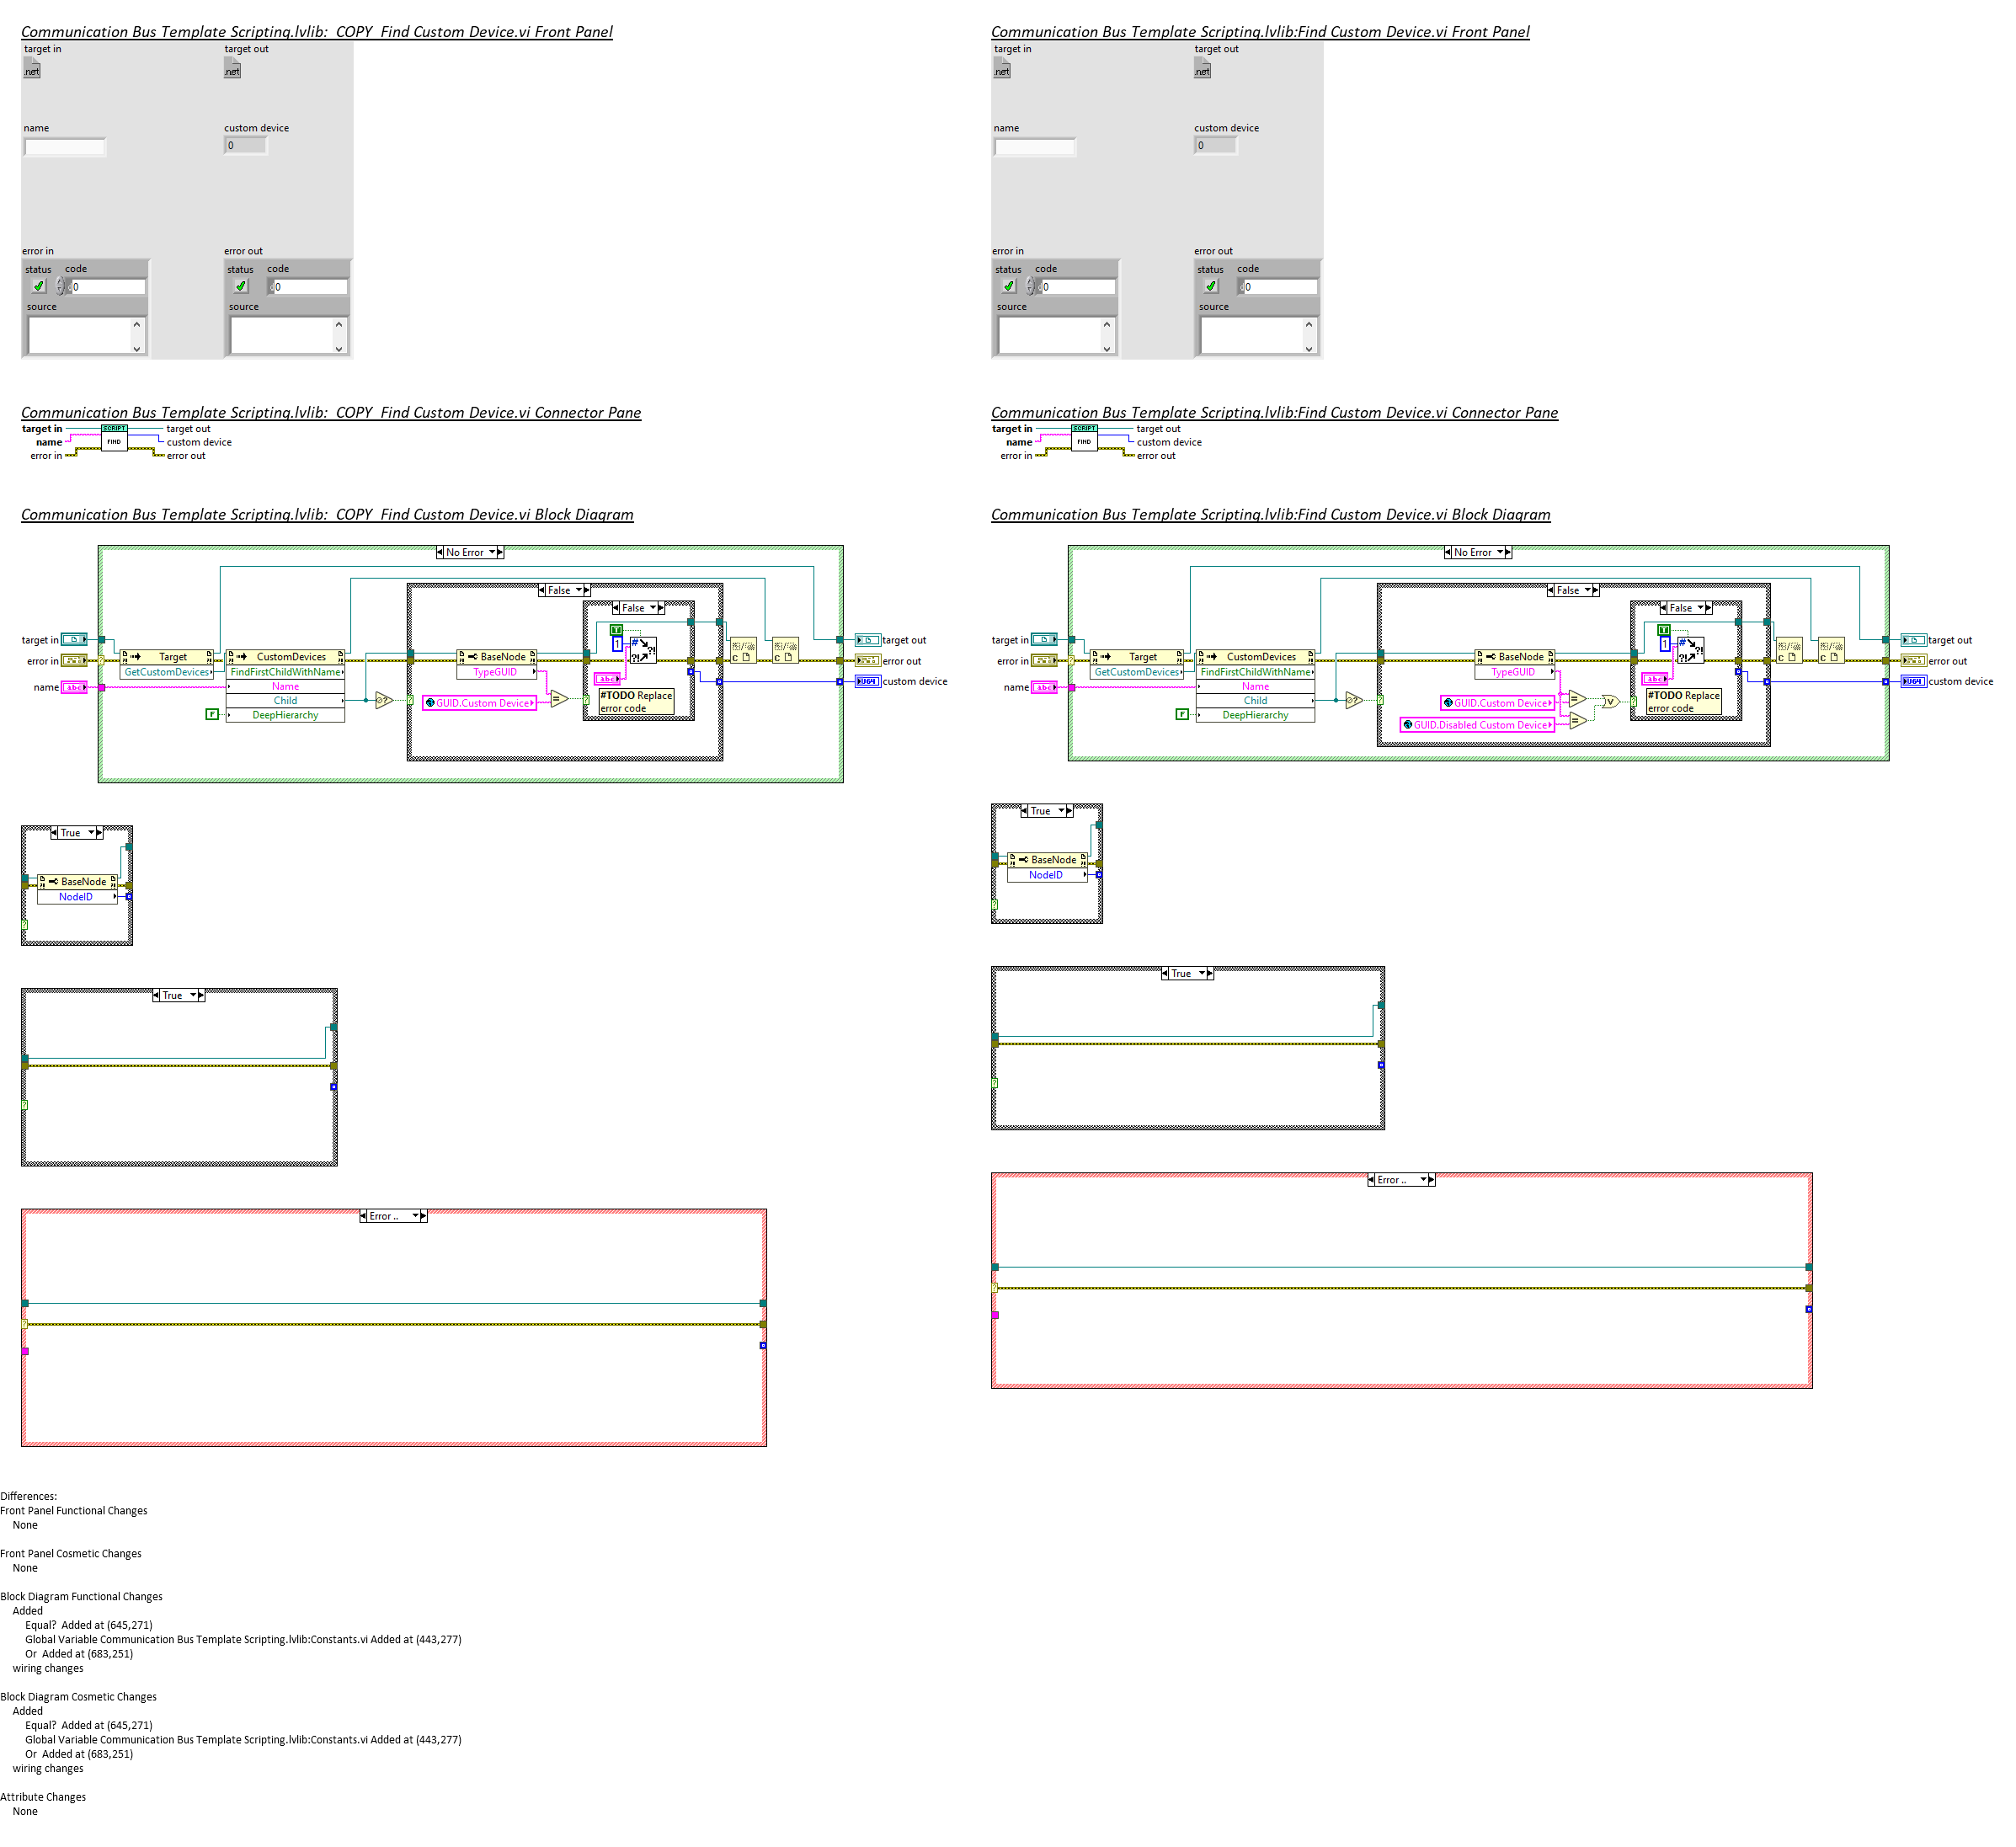 Communication Bus Template Scripting.lvlib:  COPY  Find Custom Device.vi Front Panel
target in
target out
.net
.net
name
custom device
0
error in
error out
status
code
status
code
0
0
source
source
Communication Bus Template Scripting.lvlib:  COPY  Find Custom Device.vi Connector Pane
target in
SCRIPT
target out
name
FIND
custom device
error in
error out
Communication Bus Template Scripting.lvlib:  COPY  Find Custom Device.vi Block Diagram
No Error
False
False
target in
target out
error in
Target
CustomDevices
BaseNode
error out
GetCustomDevices
FindFirstChildWithName
TypeGUID
name
abc
Name
abc
U64
custom device
Child
GUID.Custom Device
#TODO Replace
error code
F
DeepHierarchy
T
1
True
BaseNode
NodeID
True
Error ..
Communication Bus Template Scripting.lvlib:Find Custom Device.vi Front Panel
target in
target out
.net
.net
name
custom device
0
error in
error out
status
code
status
code
0
0
source
source
Communication Bus Template Scripting.lvlib:Find Custom Device.vi Connector Pane
target in
SCRIPT
target out
name
FIND
custom device
error in
error out
Communication Bus Template Scripting.lvlib:Find Custom Device.vi Block Diagram
No Error
False
False
target in
target out
error in
Target
CustomDevices
BaseNode
error out
GetCustomDevices
FindFirstChildWithName
TypeGUID
name
abc
Name
abc
U64
custom device
Child
GUID.Custom Device
#TODO Replace
error code
F
DeepHierarchy
GUID.Disabled Custom Device
T
1
True
BaseNode
NodeID
True
Error ..
Differences:
Front Panel Functional Changes
None
Front Panel Cosmetic Changes
None
Block Diagram Functional Changes
Added
Equal?  Added at (645,271)
Global Variable Communication Bus Template Scripting.lvlib:Constants.vi Added at (443,277)
Or  Added at (683,251)
wiring changes
Block Diagram Cosmetic Changes
Added
Equal?  Added at (645,271)
Global Variable Communication Bus Template Scripting.lvlib:Constants.vi Added at (443,277)
Or  Added at (683,251)
wiring changes
Attribute Changes
None